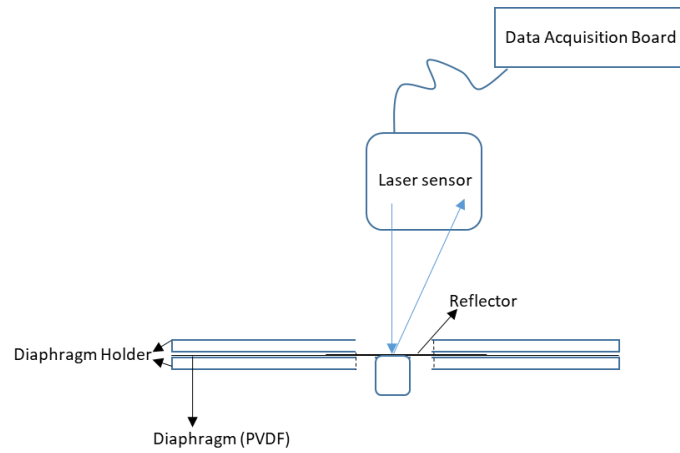 Data Acquisition Board
Laser sensor
Reflector
Diaphragm Holder
Diaphragm (PVDF)